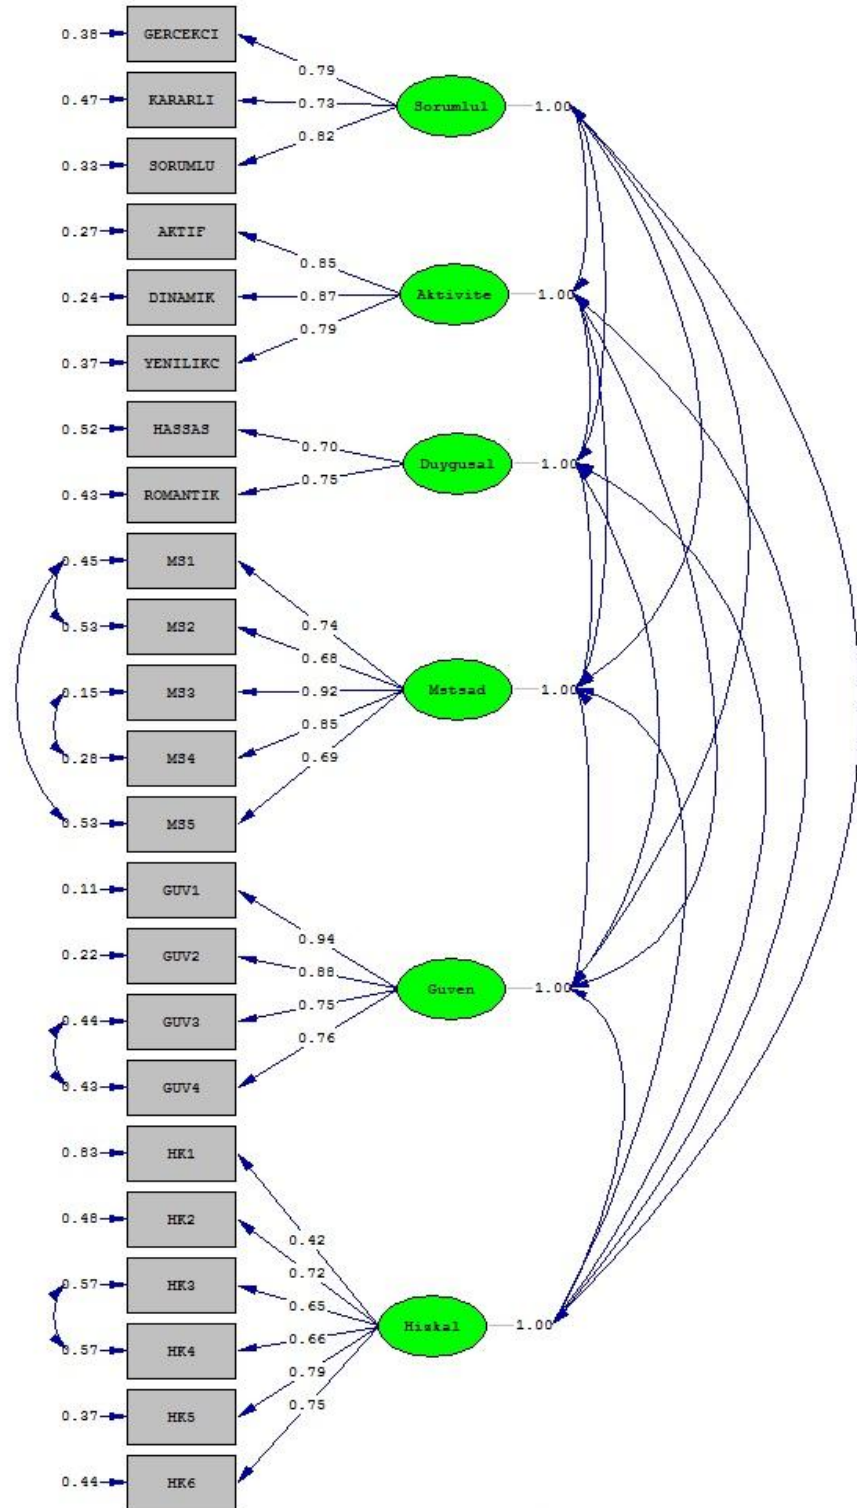 0.38 GERCEKCI
0.79
0.47 KARARLI 0.73 Sorumlul 1.00
0.82
0.33 SORUMLU
0.27 AKTIF
0.85
0.24 DINAMIK 0.87 Aktivite 1.00
0.79
0.37 YENILIKC
0.52 HASSAS
0.70
Duygusal 1.00
0.75
0.43 ROMANTIK
0.45 MS1
0.74
0.53 MS2
0.68
0.15 MS3 0.92 Mstsad 1.00
0.85
0.28 MS4
0.69
0.53 MS5
0.11 GUV1
0.94
0.22 GUV2
0.88
Guven 1.00
0.75
0.44 GUV3
0.76
0.43 GUV4
0.83 HK1
0.48 HK2
0.42
0.72
0.57 HK3
0.65
Hiskal 1.00
0.66
0.57 HK4
0.79
0.75
0.37 HK5
0.44 HK6